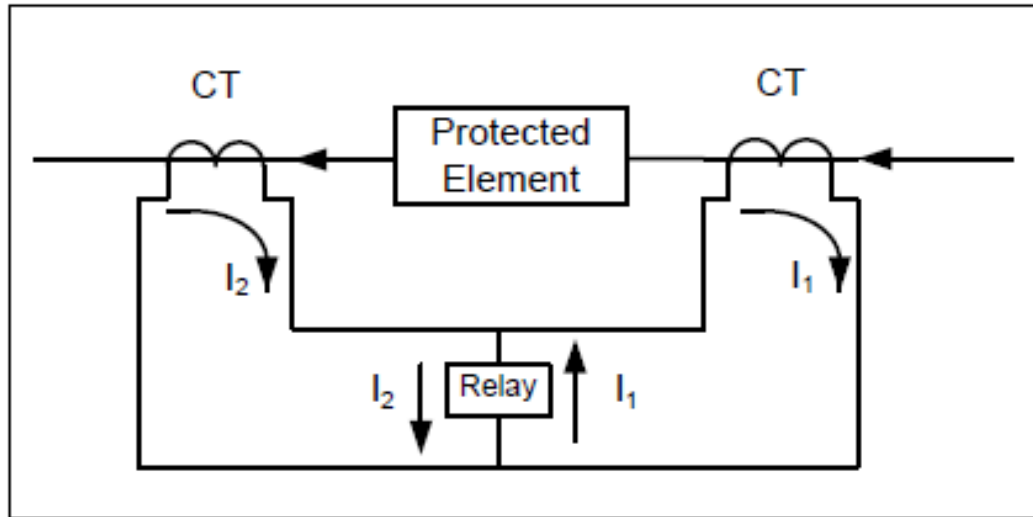 CT
CT
Protected
Element
I₂
I₁
I₂
Relay
I₁